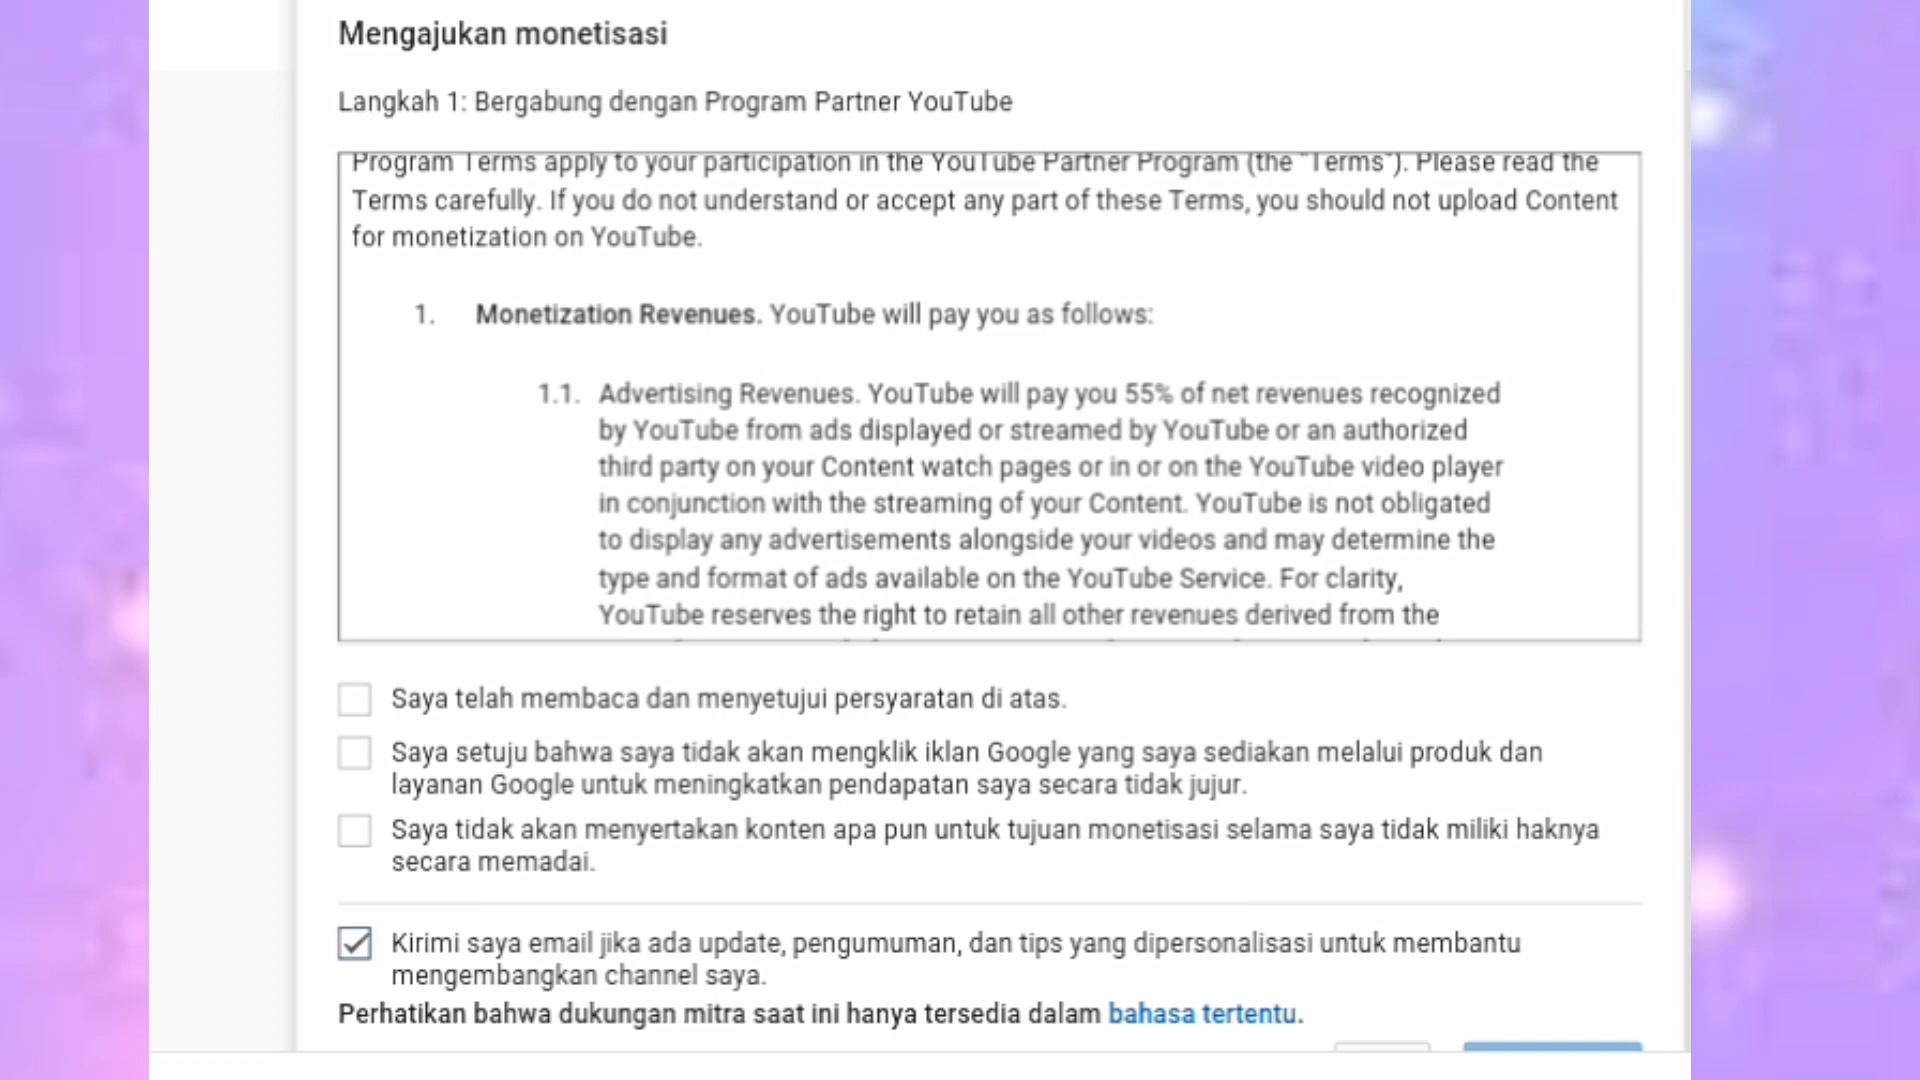 Mengajukan monetisasi
Langkah 1: Bergabung dengan Program Partner YouTube
Program Terms apply to your participation in the YouTube Partner Program (the "Terms"). Please read the
Terms carefully. If you do not understand or accept any part of these Terms, you should not upload Content
for monetization on YouTube.
1. Monetization Revenues. YouTube will pay you as follows:
1.1. Advertising Revenues. YouTube will pay you 55% of net revenues recognized
by YouTube from ads displayed or streamed by YouTube or an authorized
third party on your Content watch pages or in or on the YouTube video player
in conjunction with the streaming of your Content. YouTube is not obligated
to display any advertisements alongside your videos and may determine the
type and format of ads available on the YouTube Service. For clarity,
YouTube reserves the right to retain all other revenues derived from the
Saya telah membaca dan menyetujui persyaratan di atas.
Saya setuju bahwa saya tidak akan mengklik iklan Google yang saya sediakan melalui produk dan
layanan Google untuk meningkatkan pendapatan saya secara tidak jujur.
Saya tidak akan menyertakan konten apa pun untuk tujuan monetisasi selama saya tidak miliki haknya
secara memadai.
Kirimi saya email jika ada update, pengumuman, dan tips yang dipersonalisasi untuk membantu
mengembangkan channel saya.
Perhatikan bahwa dukungan mitra saat ini hanya tersedia dalam bahasa tertentu.